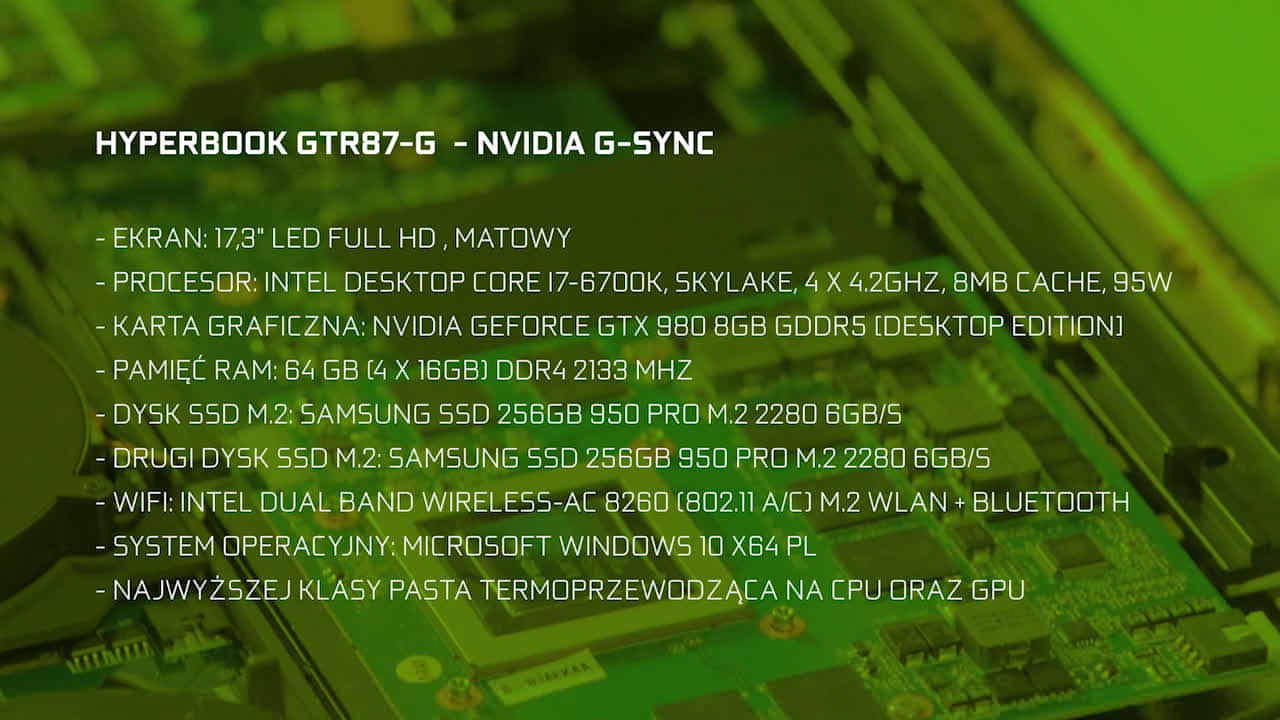 HYPERBOOK GTR87-G - NVIDIA G-SYNC
- EKRAN: 17,3" LED FULL HD , MATOWY
- PROCESOR: INTEL DESKTOP CORE I7-6700K, SKYLAKE, 4 X 4.2GHZ, 8MB CACHE, 95W
- KARTA GRAFICZNA: NVIDIA GEFORCE GTX 980 8GB GDDR5 [DESKTOP EDITION]
- PAMIĘĆ RAM: 64 GB (4 X 16GB) DDR4 2133 MHZ
- DYSK SSD M.2: SAMSUNG SSD 256GB 950 PRO M.2 2280 6GB/S
- DRUGI DYSK SSD M.2: SAMSUNG SSD 256GB 950 PRO M.2 2280 6GB/S
- WIFI: INTEL DUAL BAND WIRELESS-AC 8260 (802.11 A/C) M.2 WLAN + BLUETOOTH
- SYSTEM OPERACYJNY: MICROSOFT WINDOWS 10 X64 PL
- NAJWYŻSZEJ KLASY PASTA TERMOPRZEWODZĄCA NA CPU ORAZ GPU